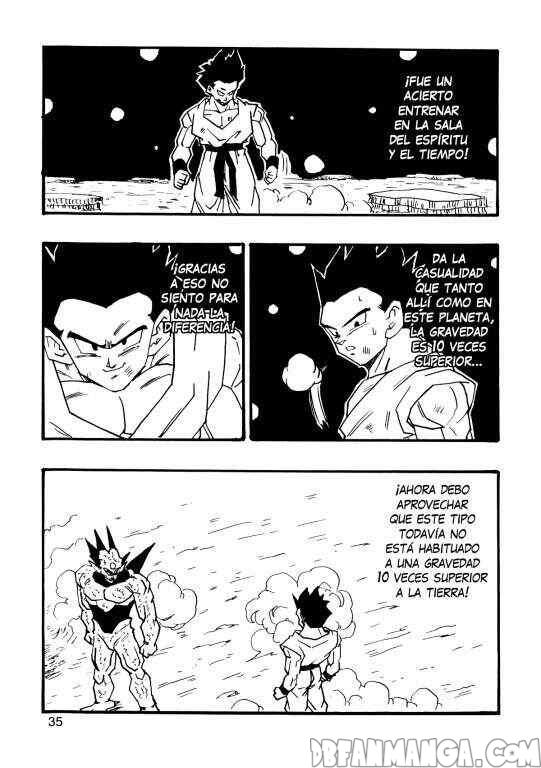 ¡FUE UN
ACIERTO
ENTRENAR
EN LA SALA
DEL ESPÍRITU
Y EL TIEMPO!
DA LA
CASUALIDAD
QUE TANTO
ALLÍ COMO EN
ESTE PLANETA,
LA GRAVEDAD
ES 10 VECES
SUPERIOR...
¡GRACIAS
A ESO NO
SIENTO PARA
NADA LA
DIFERENCIA!
¡AHORA DEBO
APROVECHAR
QUE ESTE TIPO
TODAVÍA NO
ESTÁ HABITUADO
A UNA GRAVEDAD
10 VECES SUPERIOR
A LA TIERRA!
35
DBFANMANGA.COM